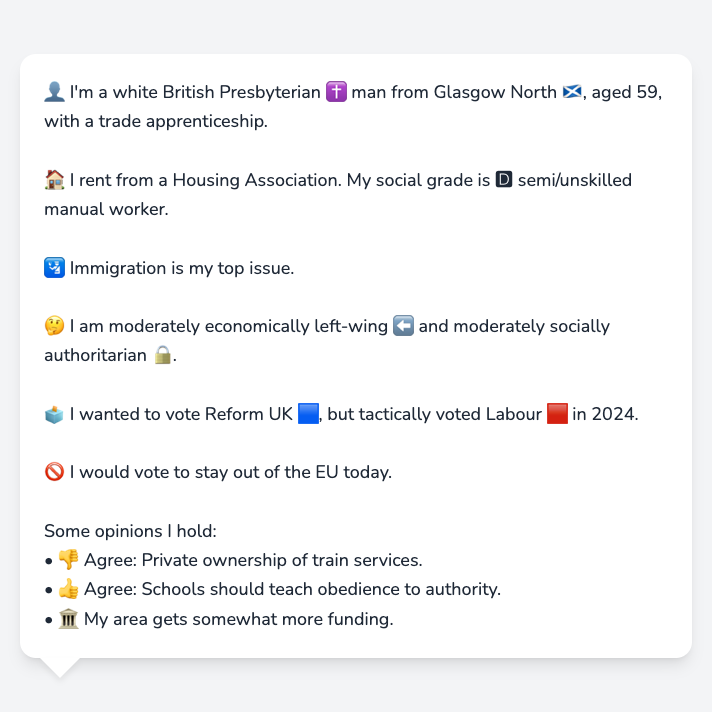 👤 I'm a white British Presbyterian ✝️ man from Glasgow North 🏴󠁧󠁢󠁳󠁣󠁴󠁿, aged 59,
with a trade apprenticeship.
🏠 I rent from a Housing Association. My social grade is 🅳 semi/unskilled
manual worker.
🛂 Immigration is my top issue.
🤔 I am moderately economically left-wing ⬅️ and moderately socially
authoritarian 🔒.
🗳️ I wanted to vote Reform UK 🟦, but tactically voted Labour 🟥 in 2024.
🚫 I would vote to stay out of the EU today.
Some opinions I hold:
• 👎 Agree: Private ownership of train services.
• 👍 Agree: Schools should teach obedience to authority.
• 🏛️ My area gets somewhat more funding.